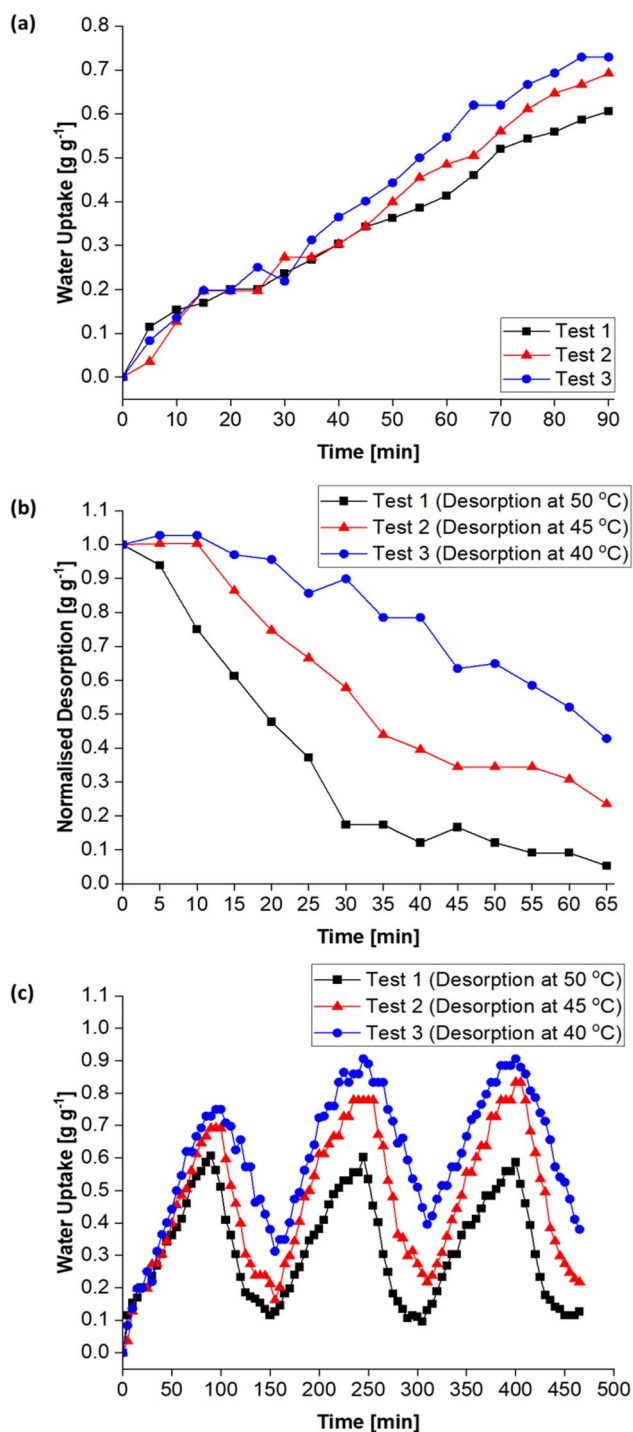 (a)
Water Uptake [g g⁻¹]
0.8
0.7
0.6
0.5
0.4
0.3
0.2
0.1
0.0
Test 1
Test 2
Test 3
0 10 20 30 40 50 60 70 80 90
Time [min]
(b)
Test 1 (Desorption at 50 °C)
Test 2 (Desorption at 45 °C)
Test 3 (Desorption at 40 °C)
Normalised Desorption [g g⁻¹]
1.1
1.0
0.9
0.8
0.7
0.6
0.5
0.4
0.3
0.2
0.1
0.0
0 5 10 15 20 25 30 35 40 45 50 55 60 65
Time [min]
(c)
Test 1 (Desorption at 50 °C)
Test 2 (Desorption at 45 °C)
Test 3 (Desorption at 40 °C)
Water Uptake [g g⁻¹]
1.1
1.0
0.9
0.8
0.7
0.6
0.5
0.4
0.3
0.2
0.1
0.0
0 50 100 150 200 250 300 350 400 450 500
Time [min]